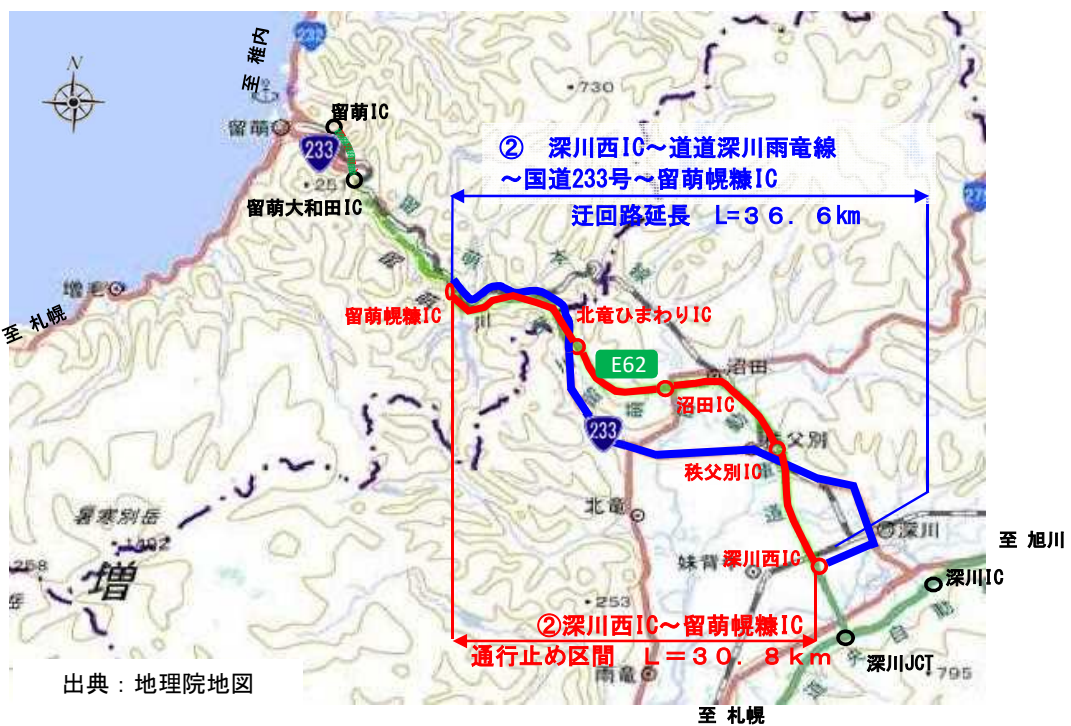 232
至 稚内
N
730
留萌IC
留萌
233
25
留萌大和田IC
② 深川西IC～道道深川雨竜線
～国道233号～留萌幌糠IC
迂回路延長 L=36．6km
増毛
至 札幌
留萌幌糠IC
北竜ひまわりIC
E62
沼田
沼田IC
233
秩父別
秩父別IC
北竜
暑寒別岳
1492
258
増
深川
妹背
深川西IC
至 旭川
深川IC
253
②深川西IC～留萌幌糠IC
通行止め区間 L＝30．8km
深川JCT
795
雨竜
出典：地理院地図
至 札幌